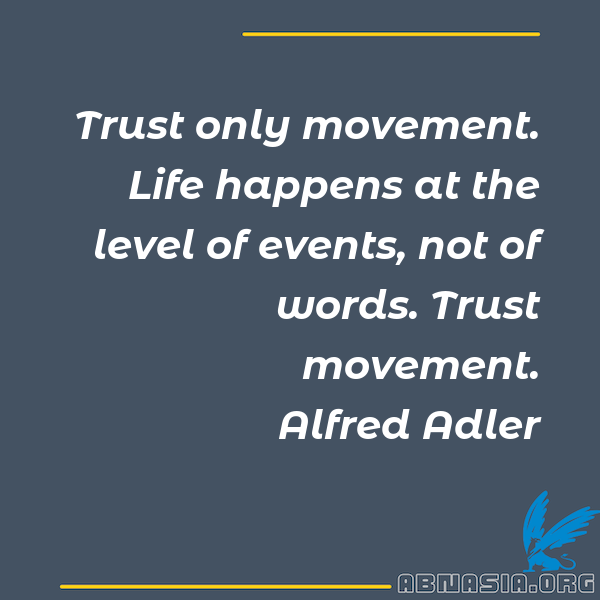 Trust only movement.
Life happens at the
level of events, not of
words. Trust
movement.
Alfred Adler
ABNASIA.ORG